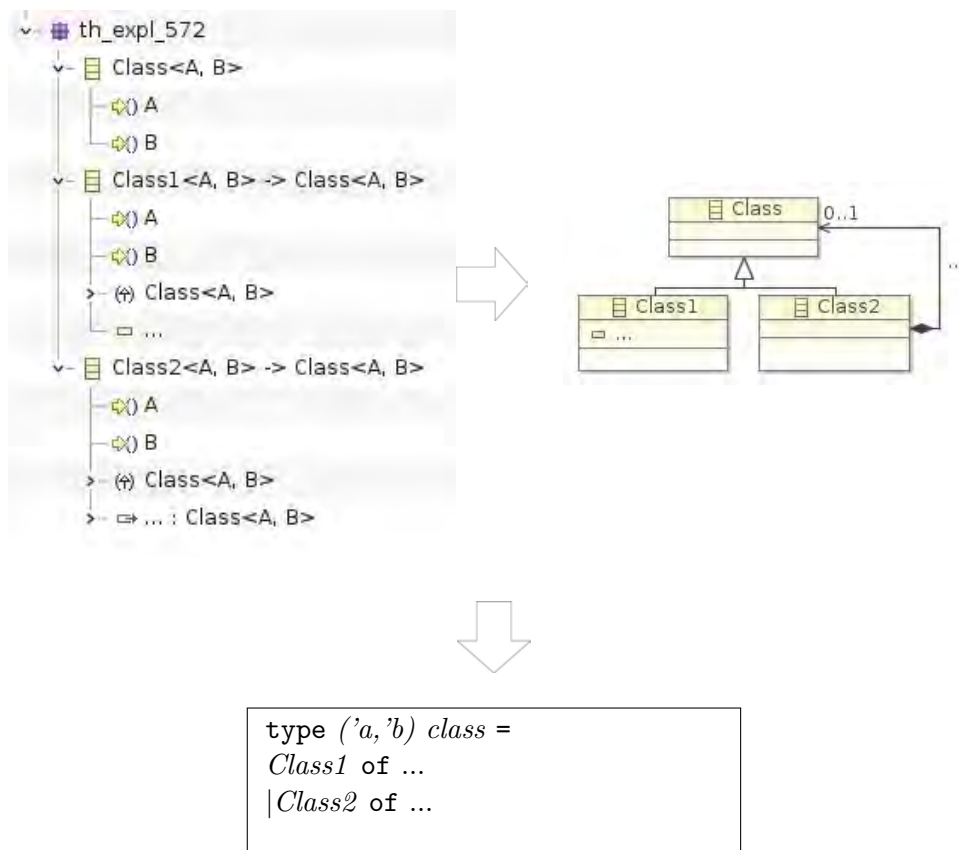 th_expl_572
Class<A, B>
A
B
Class1<A, B> -> Class<A, B>
A
B
Class<A, B>
...
Class2<A, B> -> Class<A, B>
A
B
Class<A, B>
... : Class<A, B>
Class
0..1
...
Class1
...
Class2
type ('a,'b) class =
Class1 of ...
|Class2 of ...